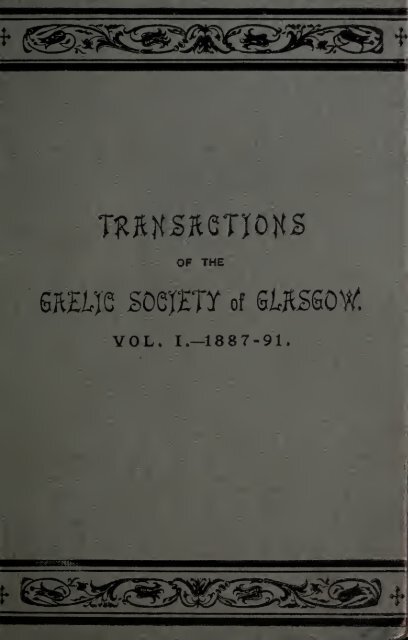 TRANSACTIONS
OF THE
GAELIC SOCIETY of GLASGOW.
VOL. I.—1887-91.